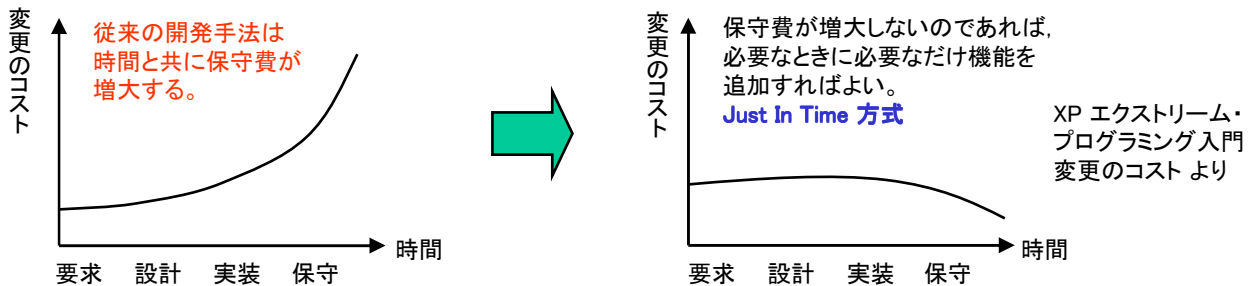 変更のコスト
従来の開発手法は
時間と共に保守費が
増大する。
時間
要求 設計 実装 保守
変更のコスト
保守費が増大しないのであれば,
必要なときに必要なだけ機能を
追加すればよい。
Just In Time 方式
時間
要求 設計 実装 保守
XP エクストリーム・
プログラミング入門
変更のコスト より